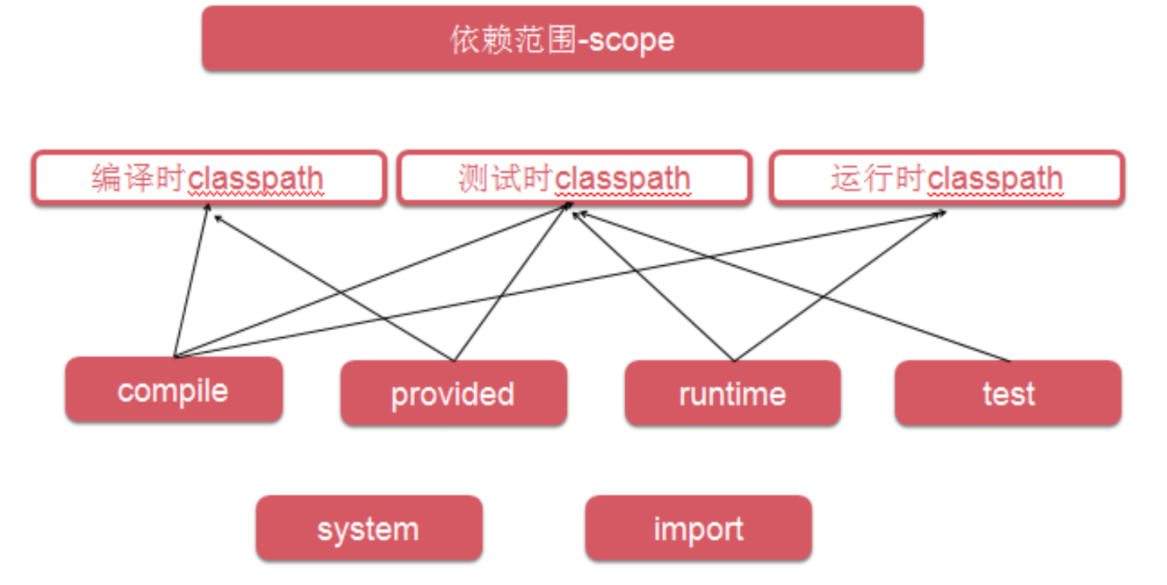 依赖范围-scope
编译时classpath
测试时classpath
运行时classpath
compile
provided
runtime
test
system
import